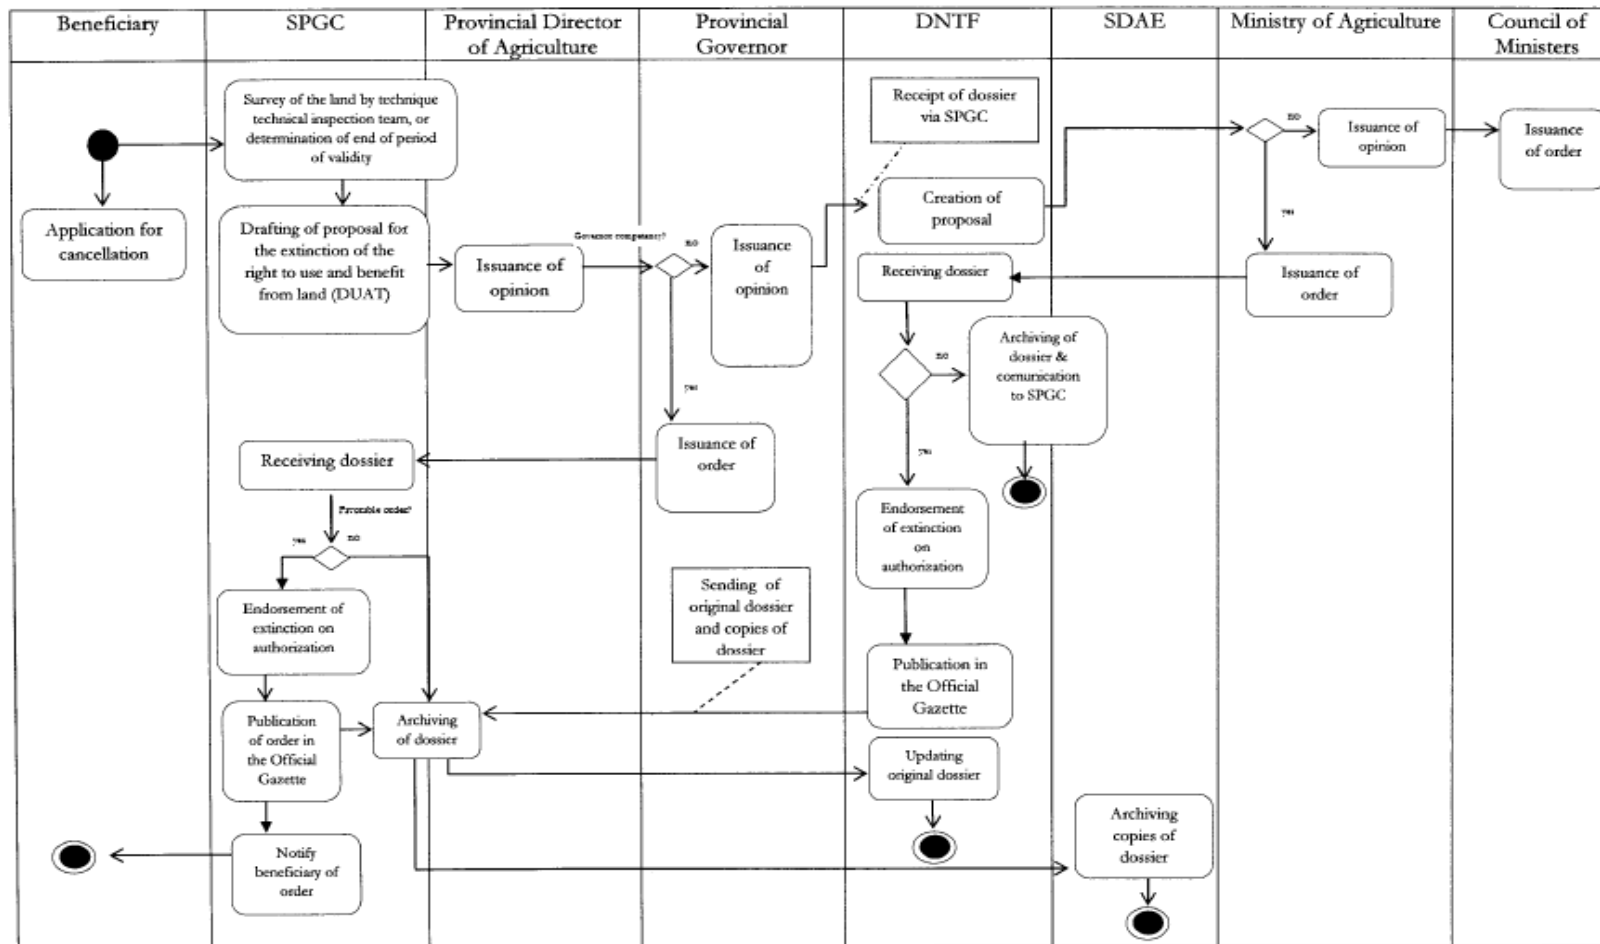 Beneficiary
SPGC
Provincial Director
of Agriculture
Provincial
Governor
DNTF
SDAE
Ministry of Agriculture
Council of
Ministers
Survey of the land by technique
technical inspection team, or
determination of end of period
of validity
Application for
cancellation
Drafting of proposal for
the extinction of the
right to use and benefit
from land (DUAT)
Issuance of
opinion
Governor competency?
no
yes
Issuance
of
opinion
Receipt of dossier
via SPGC
Creation of
proposal
no
yes
Issuance of
opinion
Issuance
of order
Issuance of
order
Receiving dossier
no
yes
Archiving of
dossier &
comunication
to SPGC
Issuance of
order
Receiving dossier
Favorable order?
yes
no
Endorsement of
extinction on
authorization
Endorsement
of extinction
on
authorization
Sending of
original dossier
and copies of
dossier
Publication in
the Official
Gazette
Publication
of order in
the Official
Gazette
Archiving
of dossier
Updating
original dossier
Notify
beneficiary of
order
Archiving
copies of
dossier